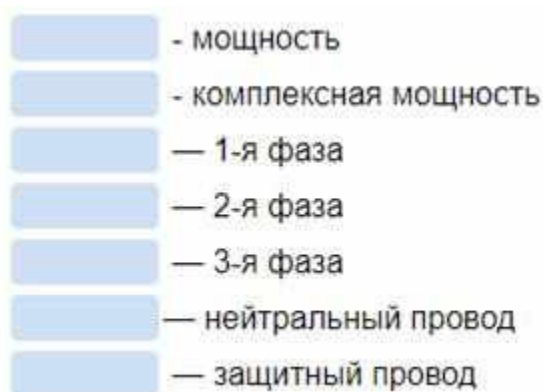 - мощность
- комплексная мощность
— 1-я фаза
— 2-я фаза
— 3-я фаза
— нейтральный провод
— защитный провод